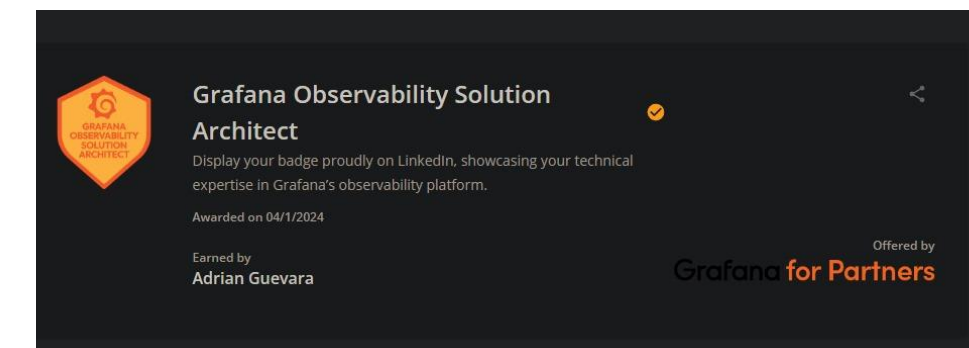 GRAFANA
OBSERVABILITY
SOLUTION
ARCHITECT
Grafana Observability Solution
Architect
Display your badge proudly on LinkedIn, showcasing your technical
expertise in Grafana's observability platform.
Awarded on 04/1/2024
Earned by
Adrian Guevara
Offered by
Grafana for Partners